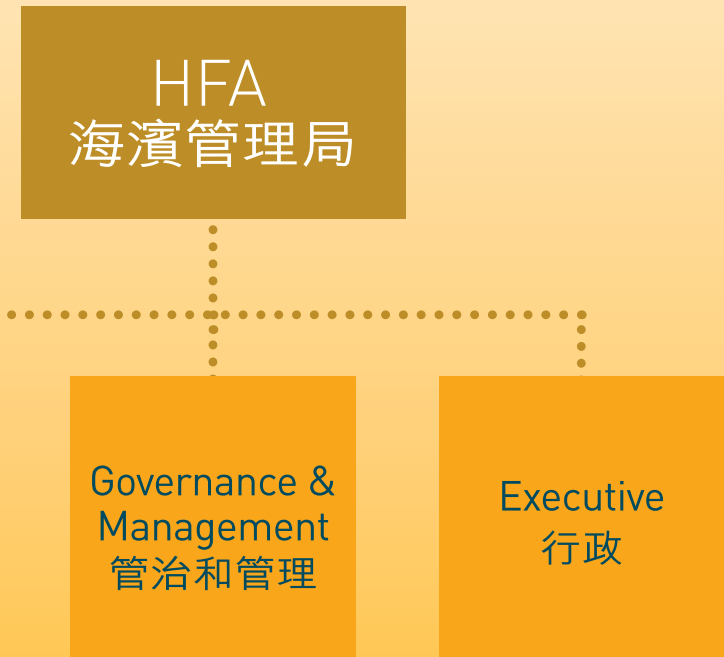 HFA
海濱管理局
Governance &
Management
管治和管理
Executive
行政